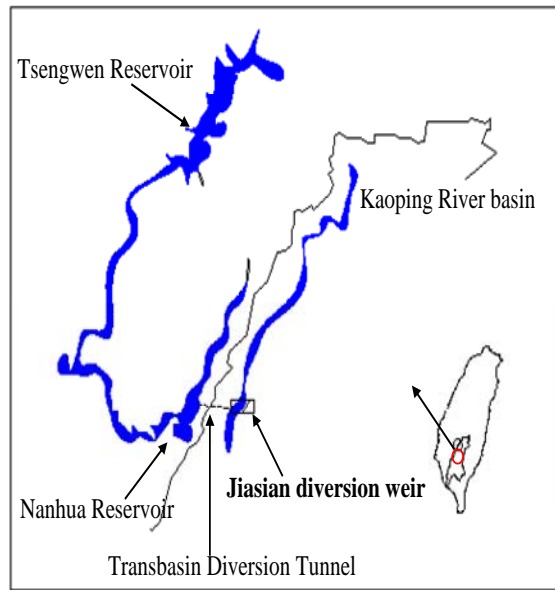 Tsengwen Reservoir
Kaoping River basin
Jiasian diversion weir
Nanhua Reservoir
Transbasin Diversion Tunnel